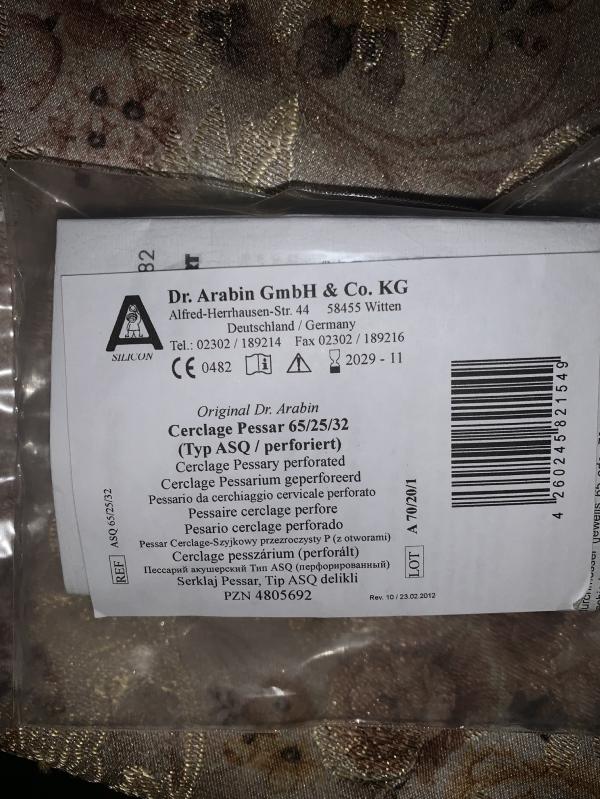 32
Dr. Arabin GmbH & Co. KG
Alfred-Herrhausen-Str. 44 58455 Witten
Deutschland / Germany
Tel.: 02302 / 189214 Fax 02302 / 189216
A
SILICON
CE 0482 i 2029 - 11
Original Dr. Arabin
Cerclage Pessar 65/25/32
(Typ ASQ / perforiert)
Cerclage Pessary perforated
Cerclage Pessarium geperforeerd
Pessario da cerchiaggio cervicale perforato
Pessaire cerclage perfore
Pesario cerclage perforado
Pessar Cerclage-Szyjkowy przezroczysty P (z otworami)
Cerclage pesszárium (perforált)
Пессарий акушерский Тип ASQ (перфорированный)
Serklaj Pessar, Tip ASQ delikli
PZN 4805692
Rev. 10 / 23.02.2012
REF ASQ 65/25/32
LOT A 70/20/1
4 260245 821549